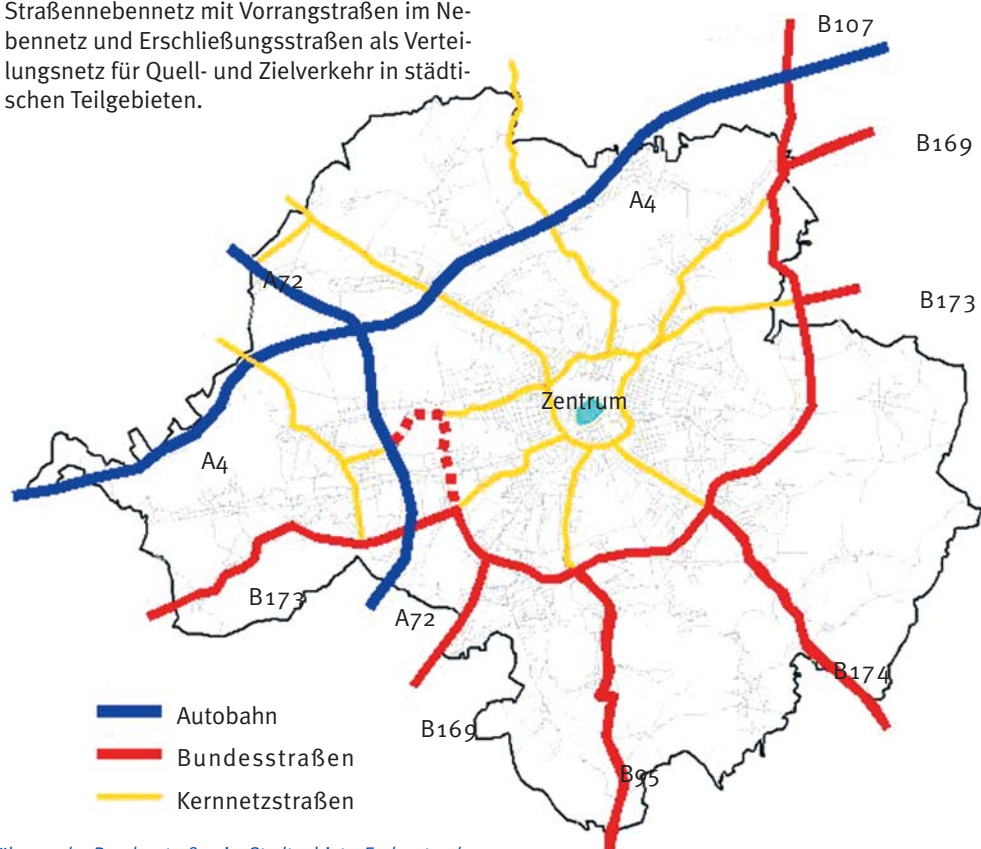 Straßennebennetz mit Vorrangstraßen im Ne-
bennetz und Erschließungsstraßen als Vertei-
lungsnetz für Quell- und Zielverkehr in städti-
schen Teilgebieten.
B107
B169
A4
A72
B173
Zentrum
A4
B173
A72
B174
B169
B95
Autobahn
Bundesstraßen
Kernnetzstraßen